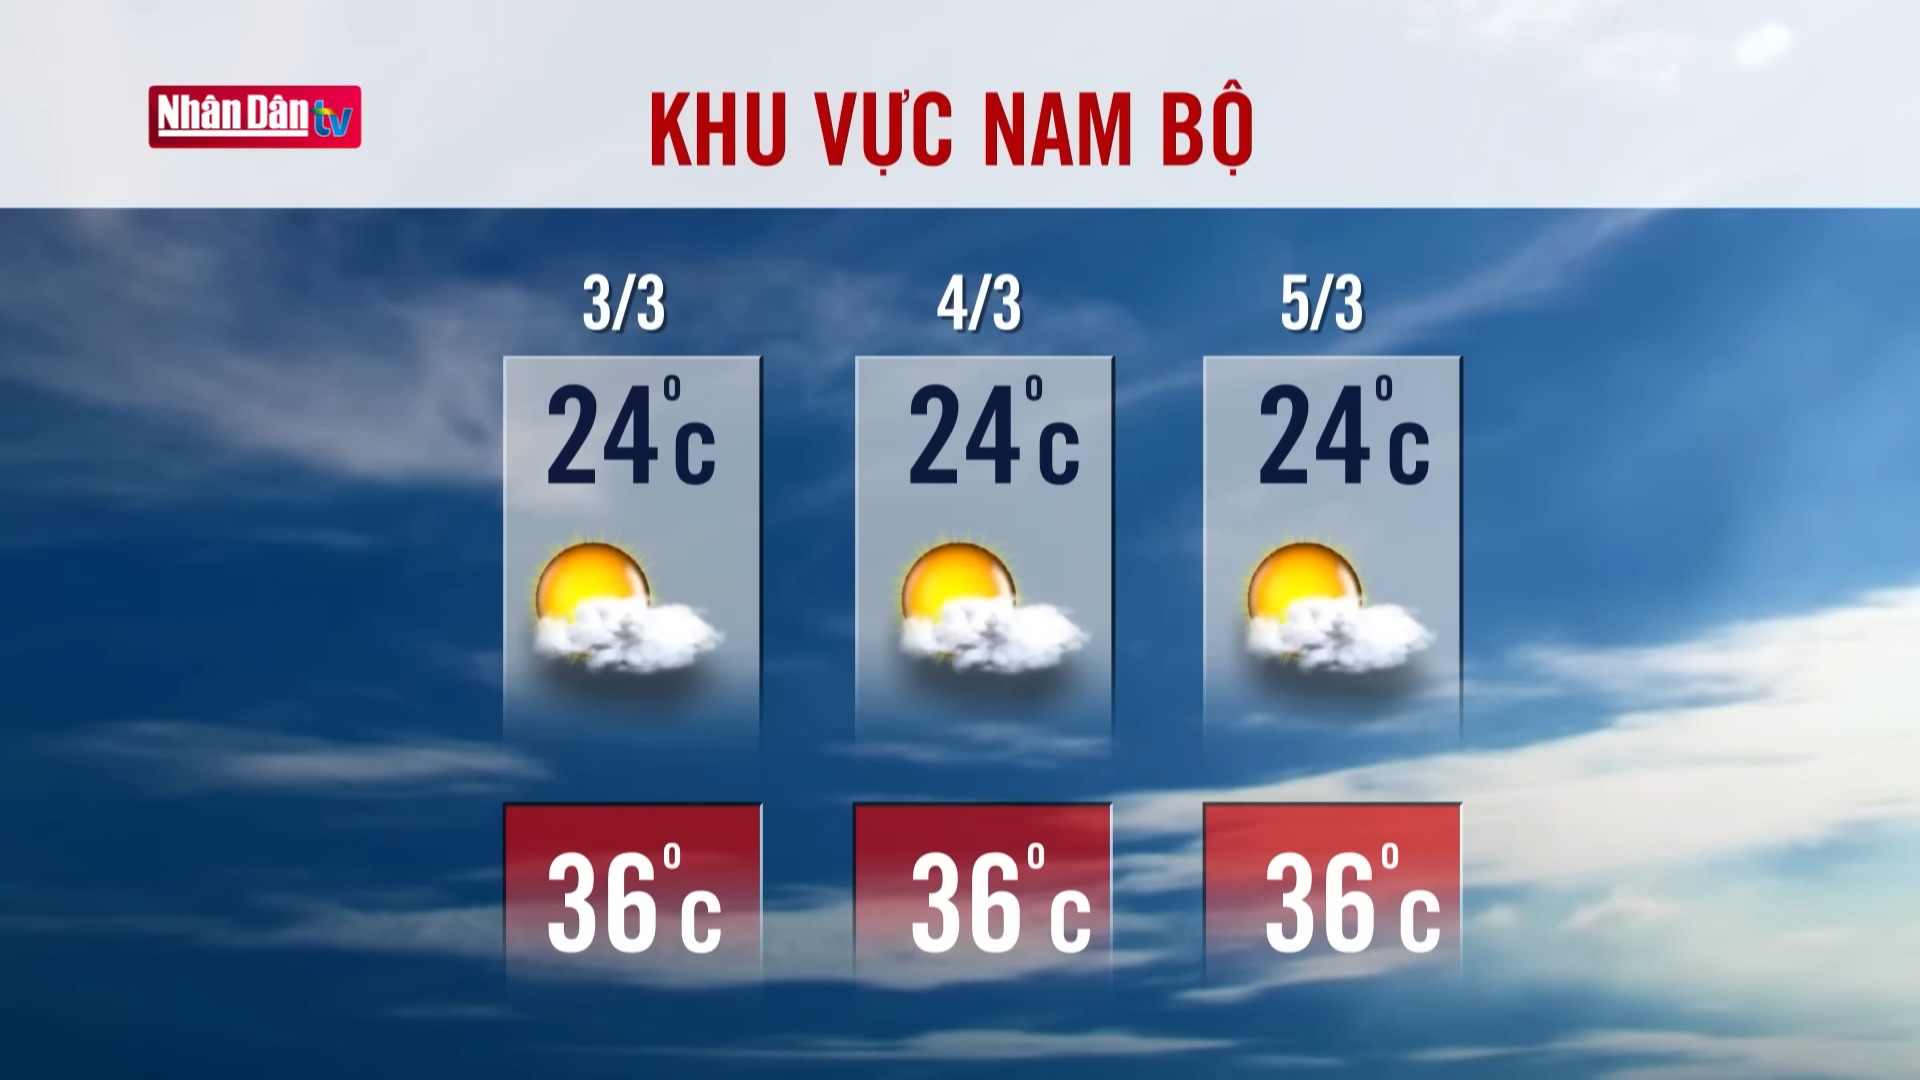 Nhân Dân tv
KHU VỰC NAM BỘ
3/3 4/3 5/3
24°C 24°C 24°C
36°C 36°C 36°C